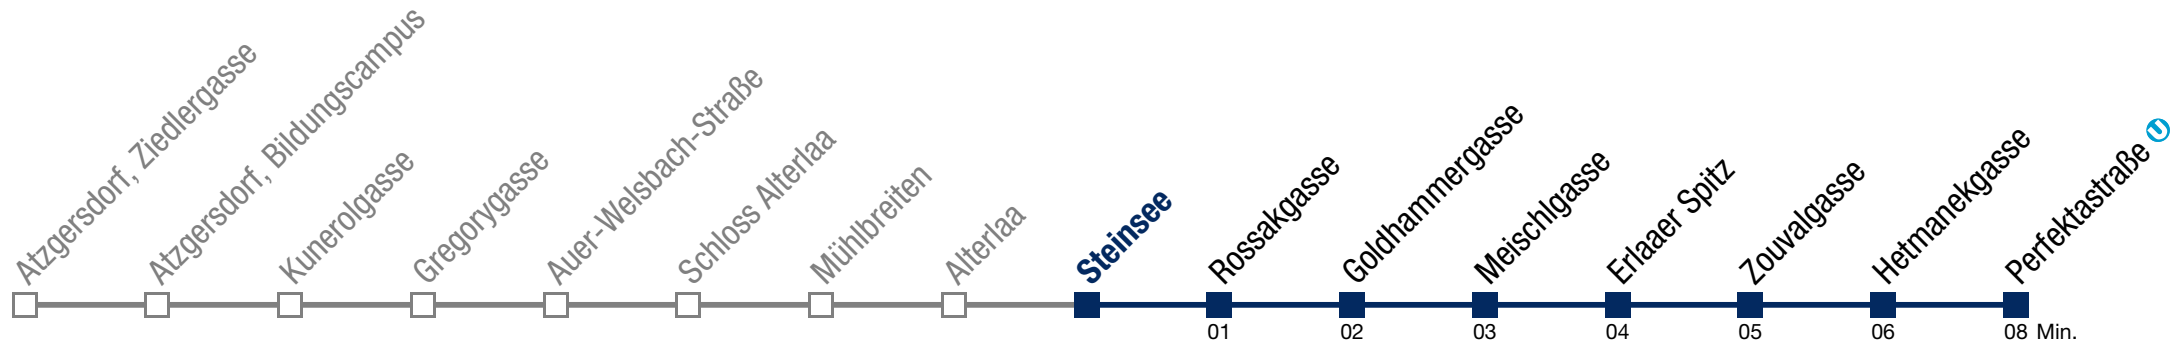 Atzgersdorf, Ziedlergasse
Atzgersdorf, Bildungscampus
Kunerolgasse
Gregorygasse
Auer-Welsbach-Straße
Schloss Alterlaa
Mühlbreiten
Alterlaa
Steinsee
Rossakgasse
Goldhammergasse
Meischlgasse
Erlaaer Spitz
Zouvalgasse
Hetmanekgasse
Perfektastraße U
01 02 03 04 05 06 08 Min.